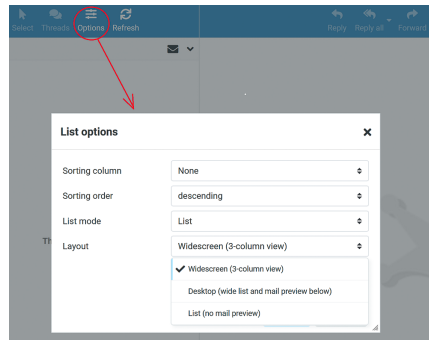 Select Threads Options Refresh Reply Reply all Forward
List options
Sorting column None
Sorting order descending
List mode List
Th
Layout Widescreen (3-column view)
Widescreen (3-column view)
Desktop (wide list and mail preview below)
List (no mail preview)